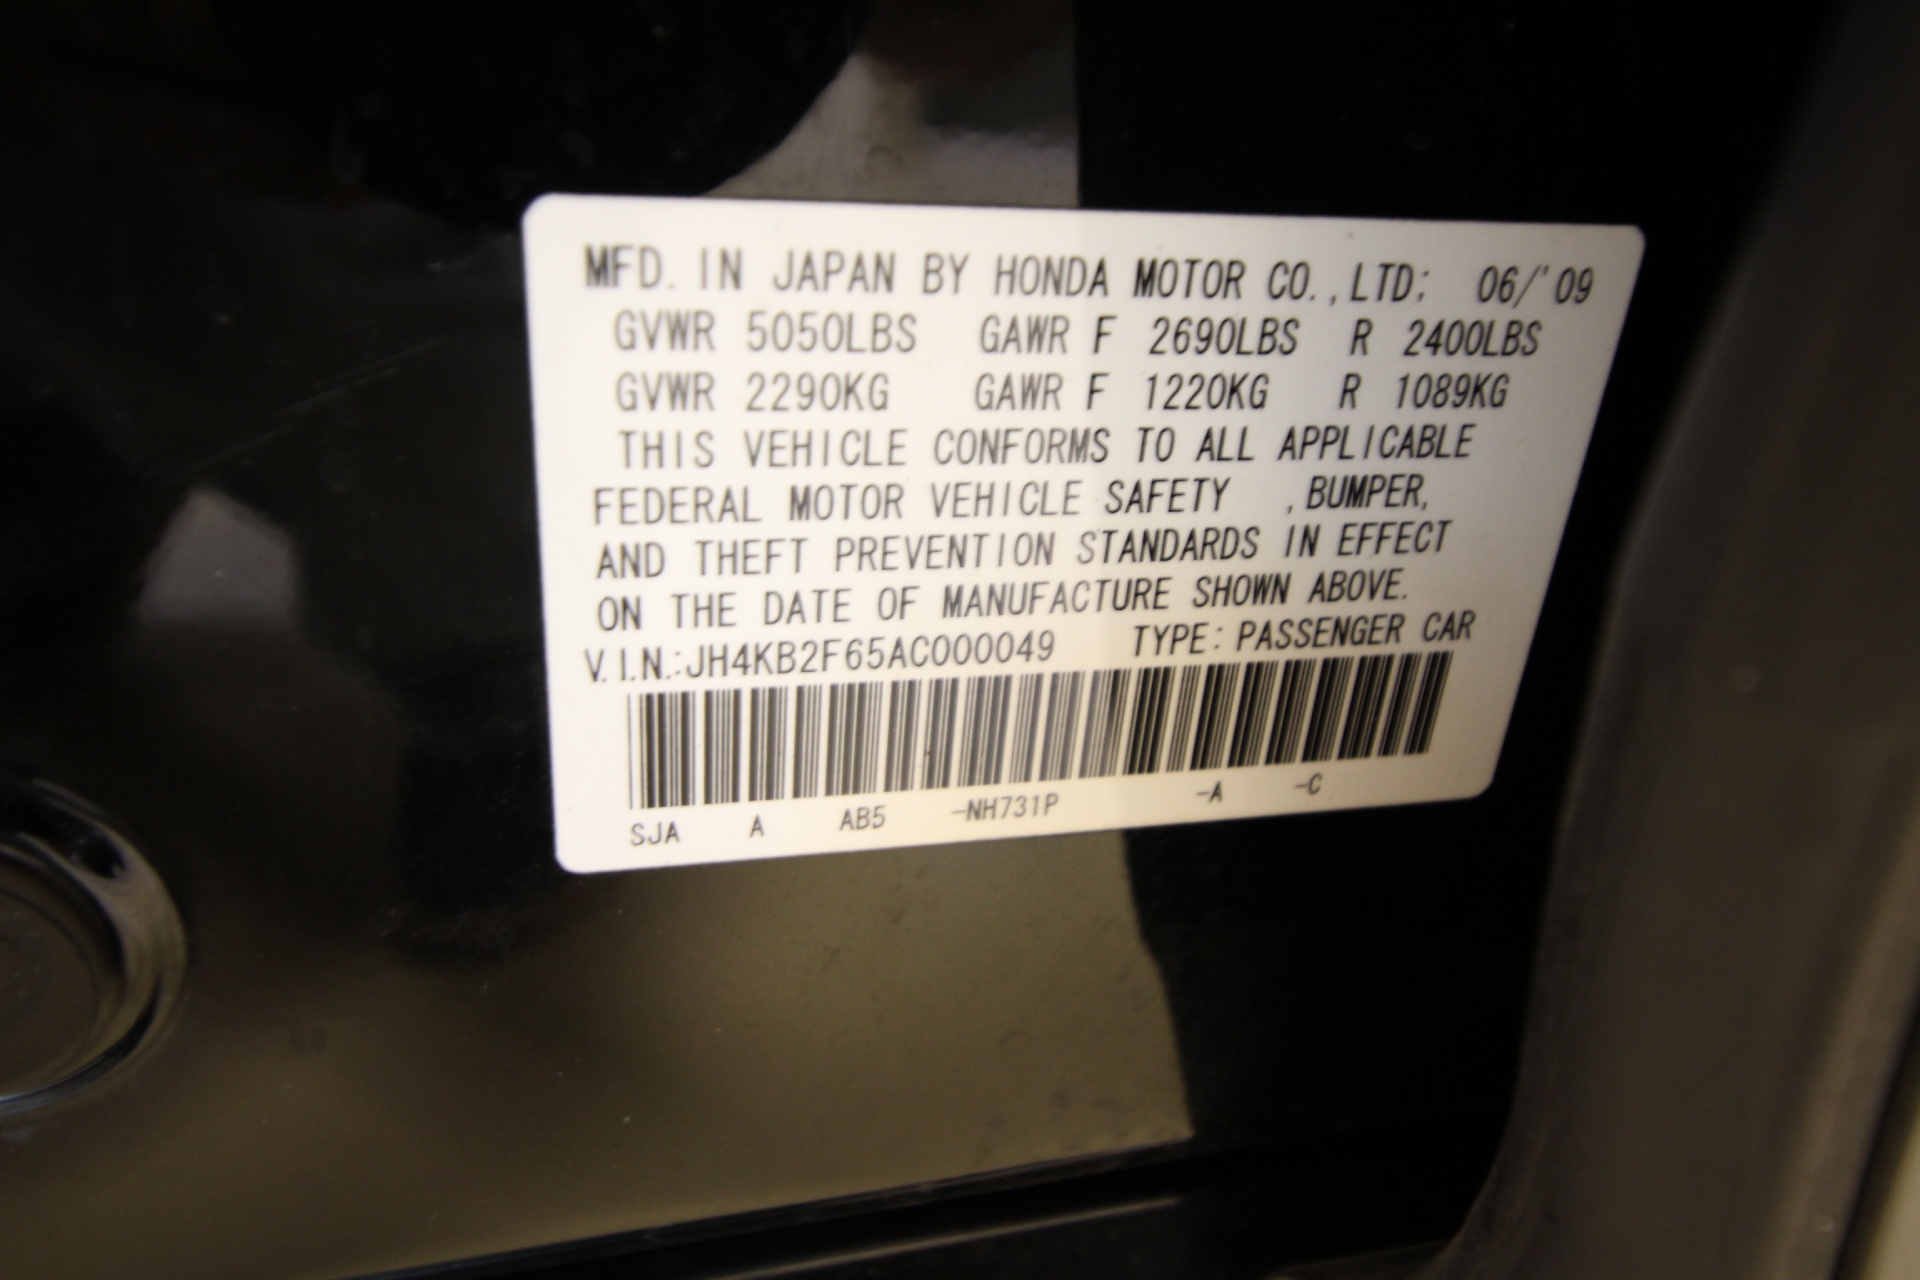 MFD. IN JAPAN BY HONDA MOTOR CO.,LTD; 06/'09
GVWR 5050LBS GAWR F 2690LBS R 2400LBS
GVWR 2290KG GAWR F 1220KG R 1089KG
THIS VEHICLE CONFORMS TO ALL APPLICABLE
FEDERAL MOTOR VEHICLE SAFETY , BUMPER,
AND THEFT PREVENTION STANDARDS IN EFFECT
ON THE DATE OF MANUFACTURE SHOWN ABOVE.
V.I.N.:JH4KB2F65AC000049 TYPE: PASSENGER CAR
SJA A AB5 -NH731P -A -C